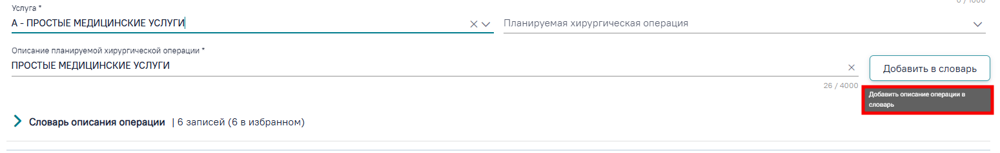 0 / 1000
Услуга *
А - ПРОСТЫЕ МЕДИЦИНСКИЕ УСЛУГИ
Планируемая хирургическая операция
Описание планируемой хирургической операции *
ПРОСТЫЕ МЕДИЦИНСКИЕ УСЛУГИ
Добавить в словарь
26 / 4000
Добавить описание операции в
словарь
Словарь описания операции | 6 записей (6 в избранном)